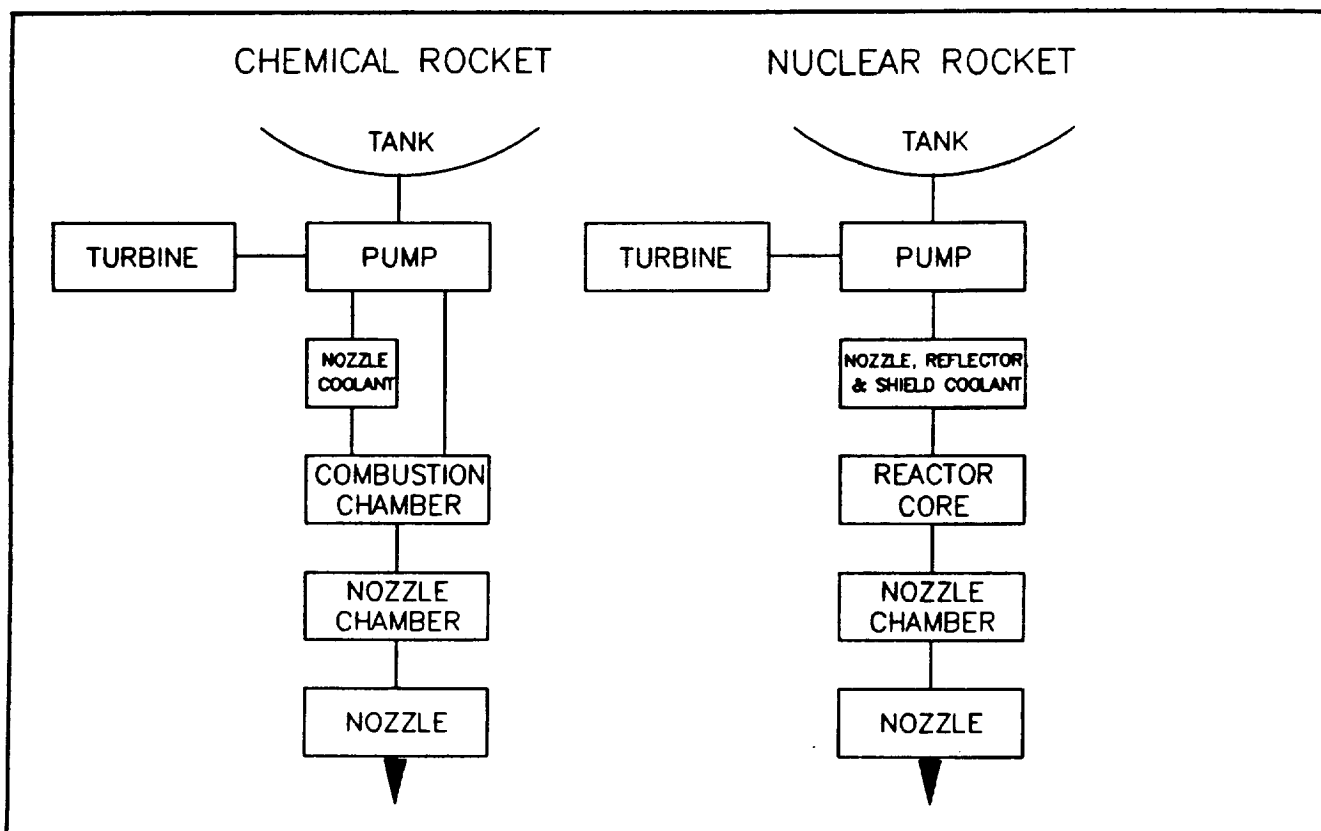 CHEMICAL ROCKET
TANK
TURBINE
PUMP
NOZZLE
COOLANT
COMBUSTION
CHAMBER
NOZZLE
CHAMBER
NOZZLE
NUCLEAR ROCKET
TANK
TURBINE
PUMP
NOZZLE, REFLECTOR
& SHIELD COOLANT
REACTOR
CORE
NOZZLE
CHAMBER
NOZZLE